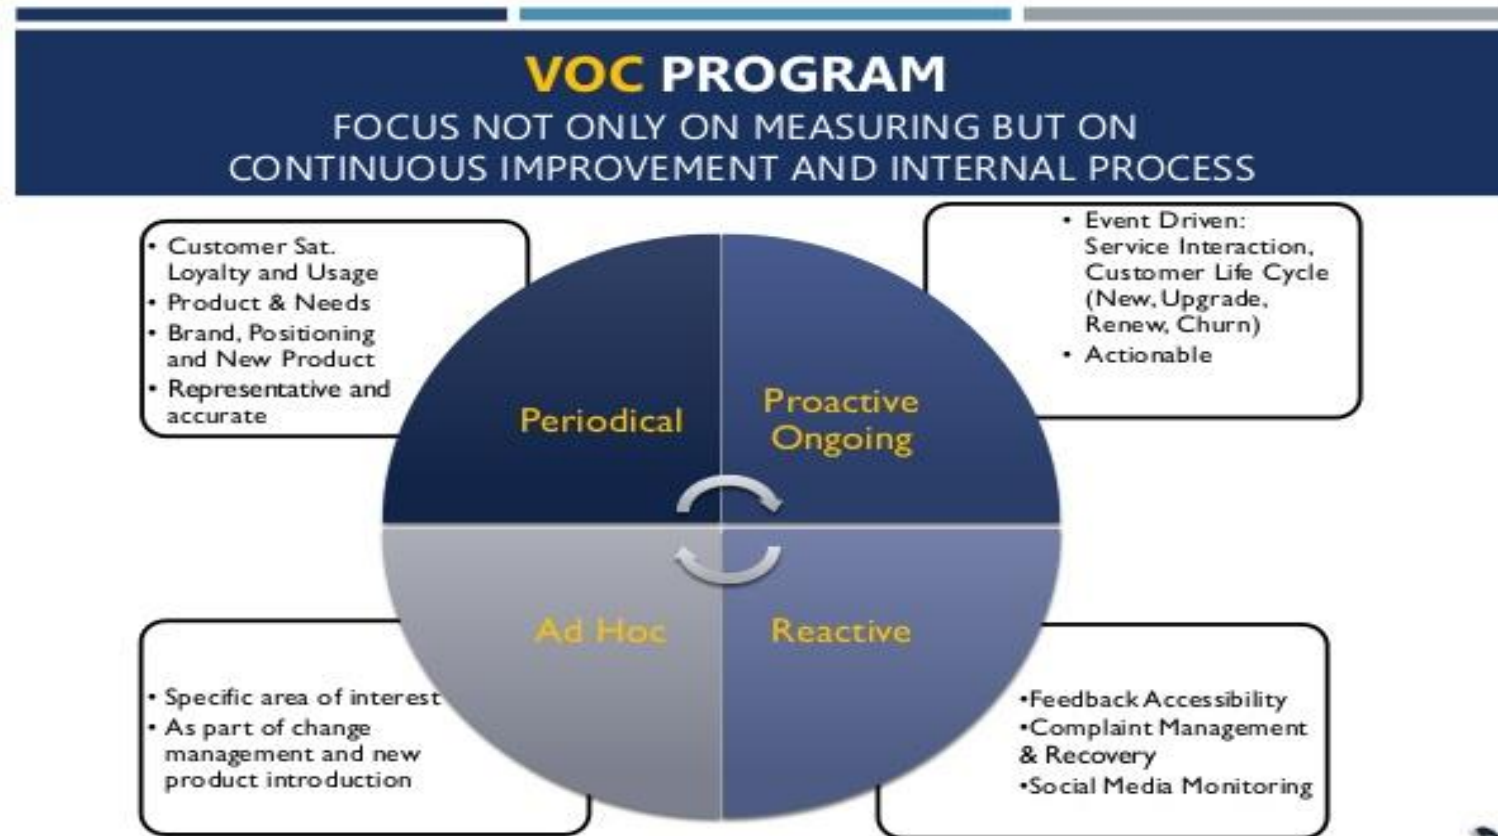 VOC PROGRAM
FOCUS NOT ONLY ON MEASURING BUT ON
CONTINUOUS IMPROVEMENT AND INTERNAL PROCESS
• Customer Sat.
Loyalty and Usage
• Product & Needs
• Brand, Positioning
and New Product
• Representative and
accurate
• Event Driven:
Service Interaction,
Customer Life Cycle
(New, Upgrade,
Renew, Churn)
• Actionable
Periodical
Proactive
Ongoing
Ad Hoc
Reactive
• Specific area of interest
• As part of change
management and new
product introduction
•Feedback Accessibility
•Complaint Management
& Recovery
•Social Media Monitoring